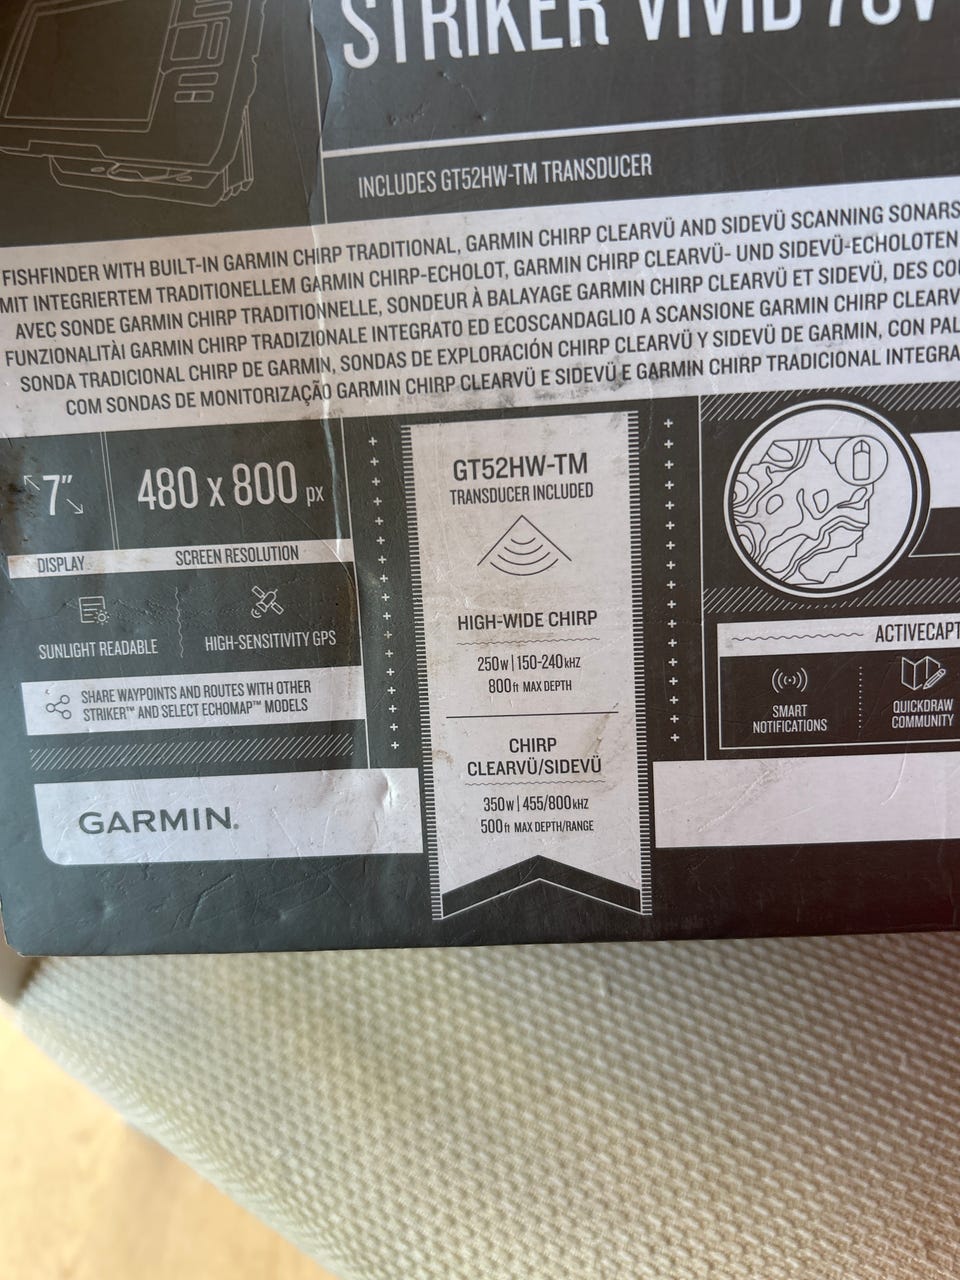 STRIKER VIVID 7SV
INCLUDES GT52HW-TM TRANSDUCER
FISHFINDER WITH BUILT-IN GARMIN CHIRP TRADITIONAL, GARMIN CHIRP CLEARVÜ AND SIDEVÜ SCANNING SONARS
MIT INTEGRIERTEM TRADITIONELLEM GARMIN CHIRP-ECHOLOT, GARMIN CHIRP CLEARVÜ- UND SIDEVÜ-ECHOLOTEN
AVEC SONDE GARMIN CHIRP TRADITIONNELLE, SONDEUR À BALAYAGE GARMIN CHIRP CLEARVÜ ET SIDEVÜ, DES
FUNZIONALITÀI GARMIN CHIRP TRADIZIONALE INTEGRATO ED ECOSCANDAGLIO A SCANSIONE GARMIN CHIRP CLEARV
SONDA TRADICIONAL CHIRP DE GARMIN, SONDAS DE EXPLORACIÓN CHIRP CLEARVÜ Y SIDEVÜ DE GARMIN, CON PAL
COM SONDAS DE MONITORIZAÇÃO GARMIN CHIRP CLEARVÜ E SIDEVÜ E GARMIN CHIRP TRADICIONAL INTEGRA
7"
480 x 800 px
DISPLAY
SCREEN RESOLUTION
SUNLIGHT READABLE
HIGH-SENSITIVITY GPS
SHARE WAYPOINTS AND ROUTES WITH OTHER
STRIKER™ AND SELECT ECHOMAP™ MODELS
GARMIN®
GT52HW-TM
TRANSDUCER INCLUDED
HIGH-WIDE CHIRP
250w | 150-240kHZ
800ft MAX DEPTH
CHIRP
CLEARVÜ/SIDEVÜ
350w | 455/800kHZ
500ft MAX DEPTH/RANGE
ACTIVECAPT
SMART
NOTIFICATIONS
QUICKDRAW
COMMUNITY